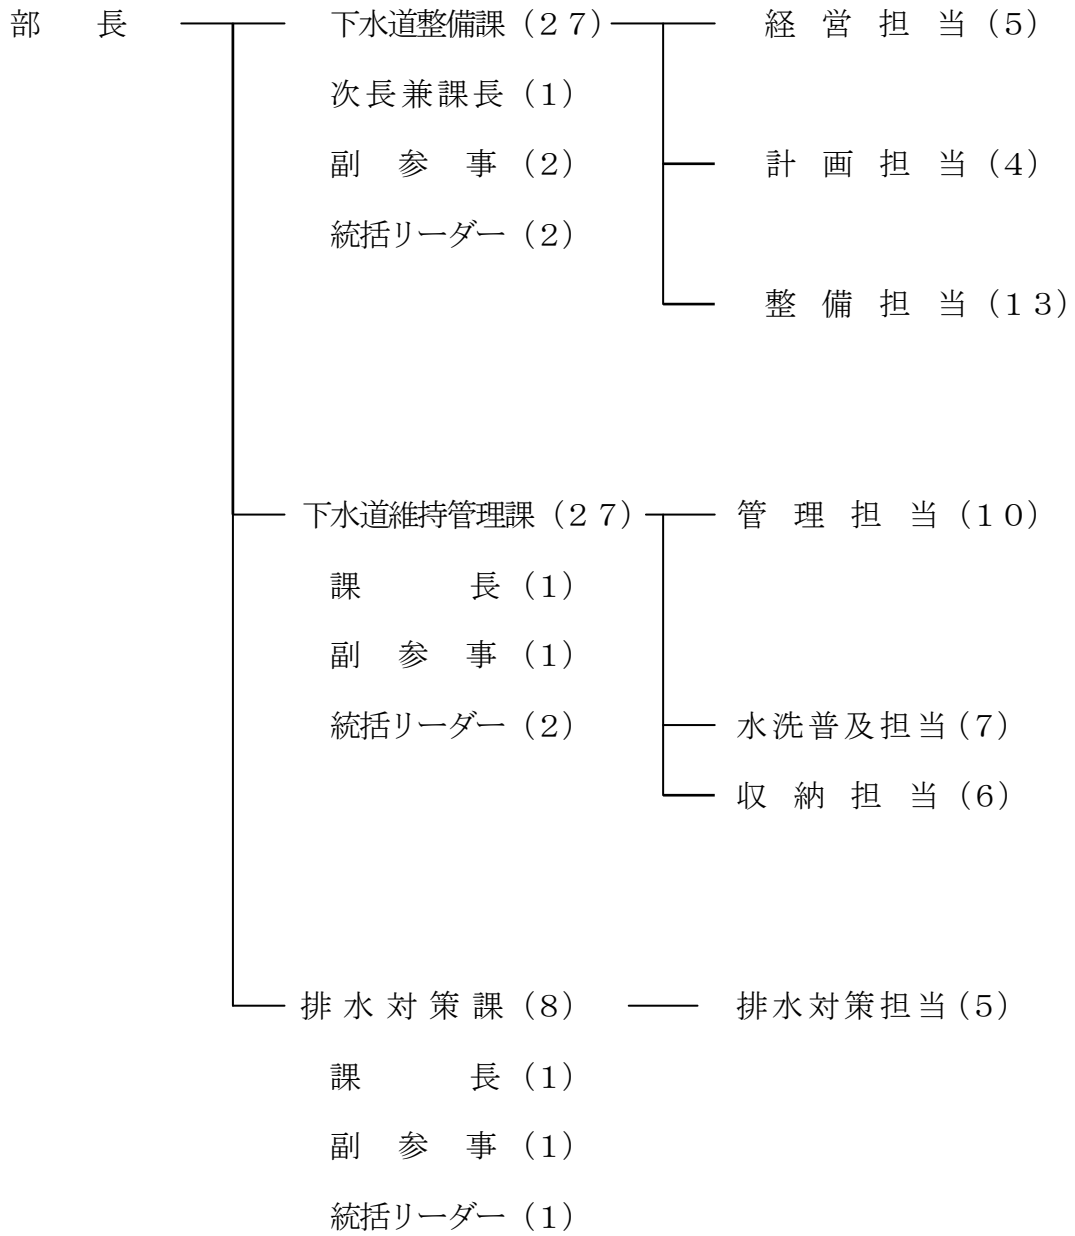 部　長　下水道整備課（２７）　経営担当（５）
次長兼課長（１）
副参事（２）　計画担当（４）
統括リーダー（２）
整備担当（１３）
下水道維持管理課（２７）　管理担当（１０）
課　長（１）
副参事（１）
統括リーダー（２）　水洗普及担当（７）
収納担当（６）
排水対策課（８）　排水対策担当（５）
課　長（１）
副参事（１）
統括リーダー（１）